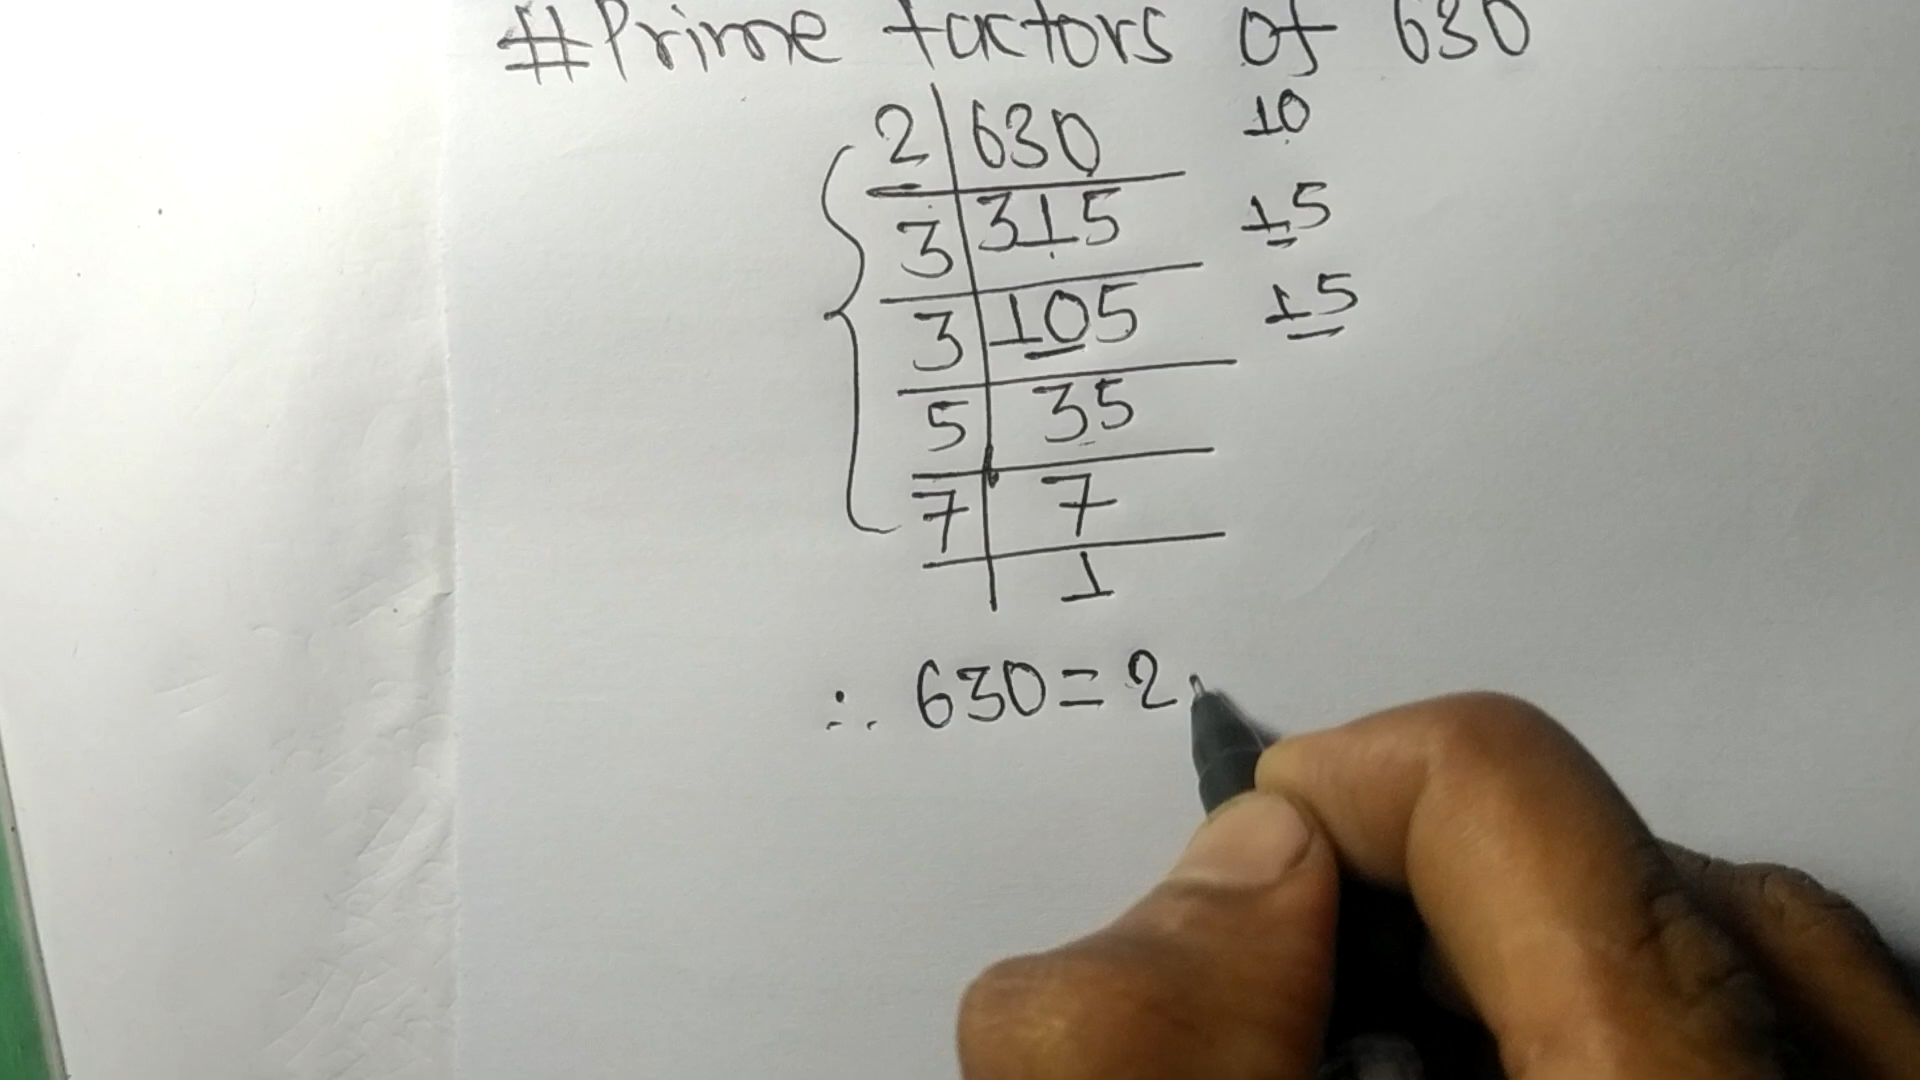 #Prime factors of 630
2 630 10
3 315 15
3 105 15
5 35
7 7
1
∴ 630 = 2